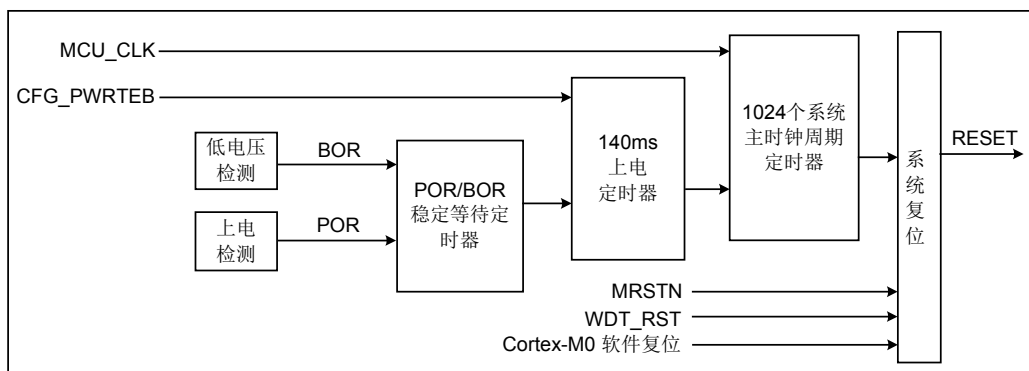 MCU_CLK
CFG_PWRTEB
低电压
检测
BOR
上电
检测
POR
POR/BOR
稳定等待定
时器
140ms
上电
定时器
1024个系统
主时钟周期
定时器
系
统
复
位
RESET
MRSTN
WDT_RST
Cortex-M0 软件复位